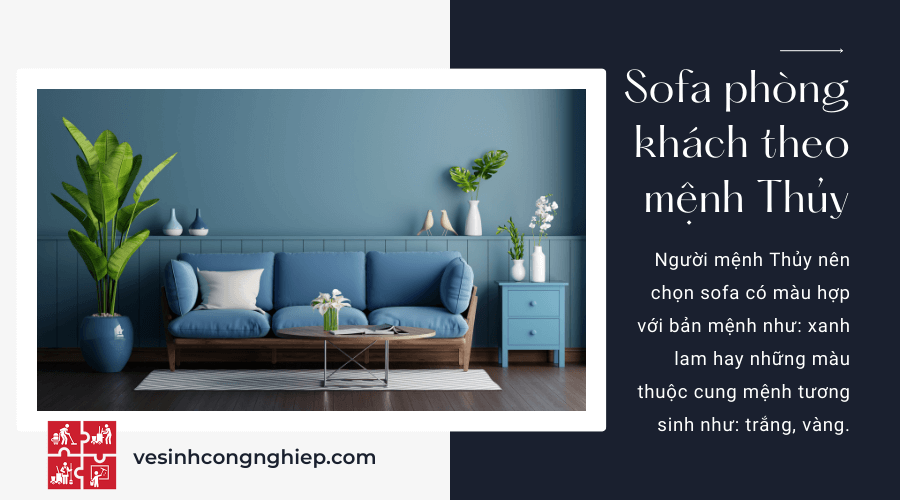 Sofa phòng
khách theo
mệnh Thủy
Người mệnh Thủy nên
chọn sofa có màu hợp
với bản mệnh như: xanh
lam hay những màu
thuộc cung mệnh tương
sinh như: trắng, vàng.
vesinhcongnghiep.com